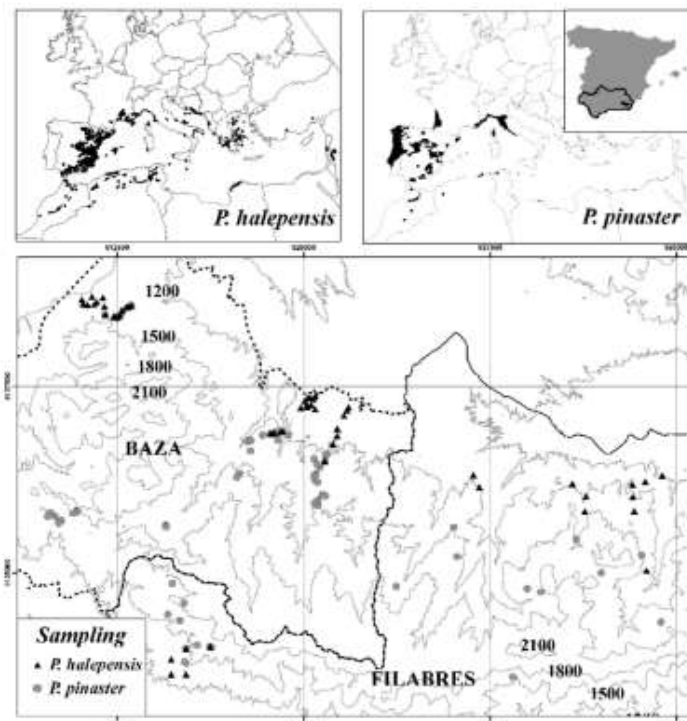 P. halepensis
P. pinaster
1200
1500
1800
2100
BAZA
Sampling
P. halepensis
P. pinaster
FILABRES
2100
1800
1500